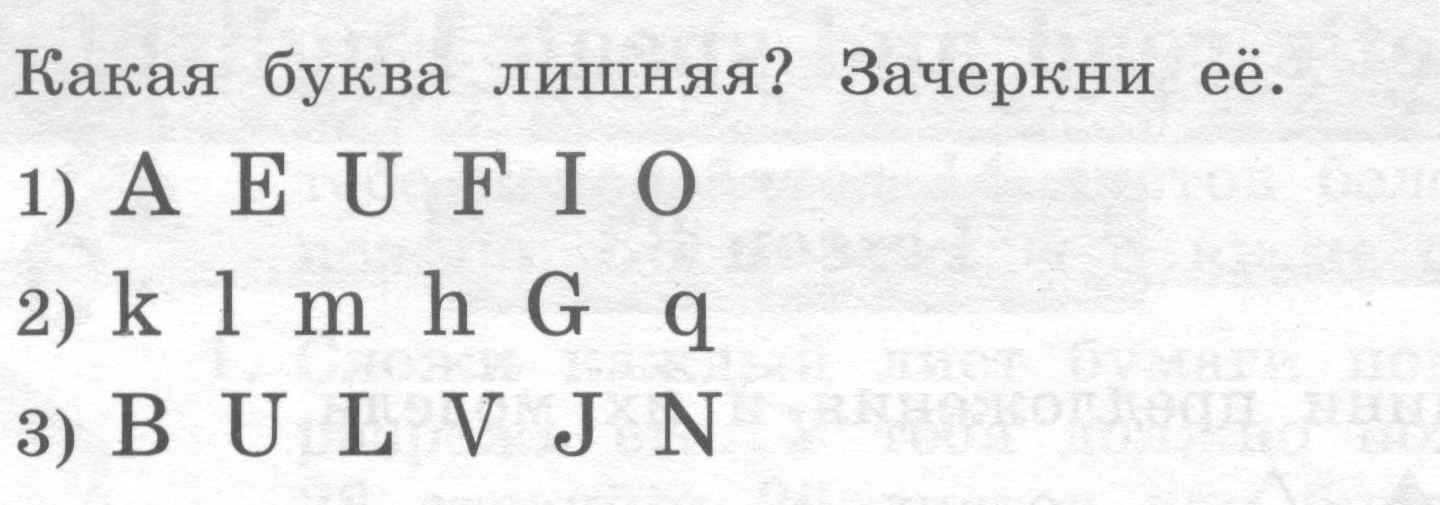 Какая буква лишняя? Зачеркни её.
1) A E U F I O
2) k l m h G q
3) B U L V J N